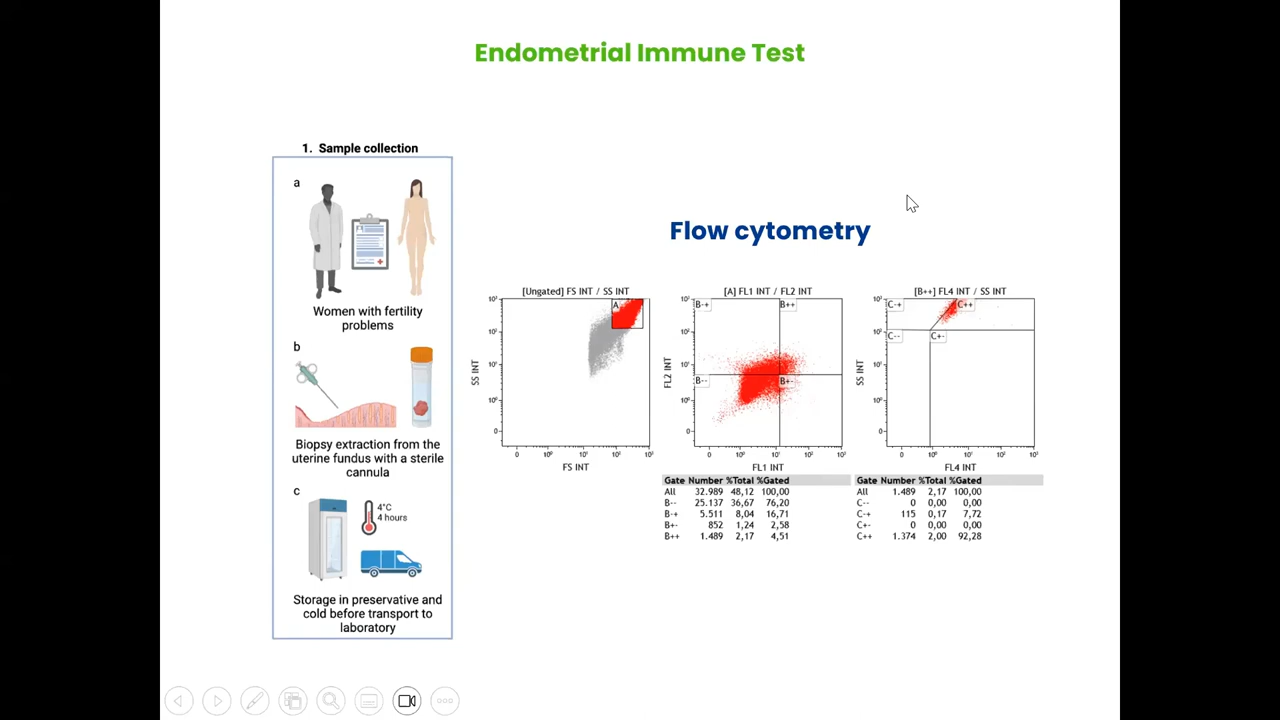 Endometrial Immune Test
1. Sample collection
a
Women with fertility
problems
b
Biopsy extraction from the
uterine fundus with a sterile
cannula
c
4°C
4 hours
Storage in preservative and
cold before transport to
laboratory
Flow cytometry
[Ungated] FS INT / SS INT
A
SS INT
FS INT
[A] FL1 INT / FL2 INT
B-+
B++
B--
B+-
FL2 INT
FL1 INT
Gate Number %Total %Gated
All 32.989 48,12 100,00
B-- 25.137 36,67 76,20
B-+ 5.511 8,04 16,71
B+- 852 1,24 2,58
B++ 1.489 2,17 4,51
[B++] FL4 INT / SS INT
C-+
C++
C--
C+-
SS INT
FL4 INT
Gate Number %Total %Gated
All 1.489 2,17 100,00
C-- 0 0,00 0,00
C-+ 115 0,17 7,72
C+- 0 0,00 0,00
C++ 1.374 2,00 92,28